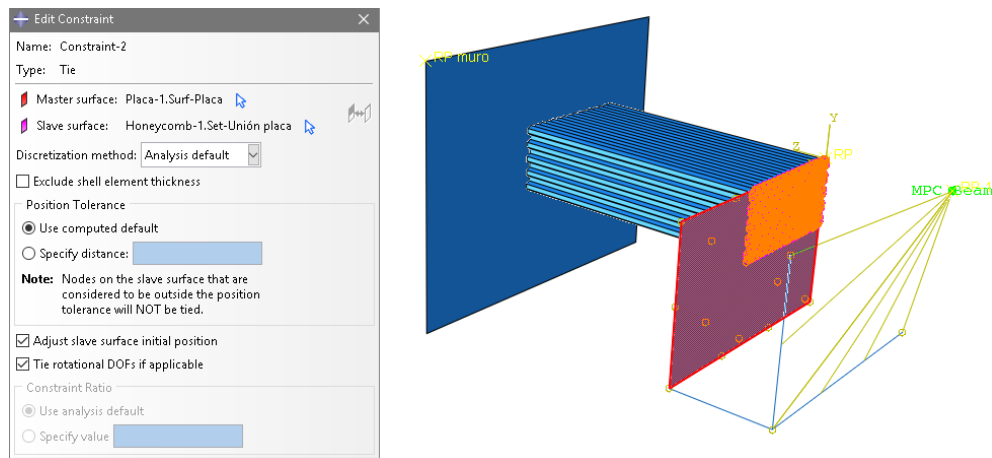 Edit Constraint
Name: Constraint-2
Type: Tie
Master surface: Placa-1.Surf-Placa
Slave surface: Honeycomb-1.Set-Unión placa
Discretization method: Analysis default
Exclude shell element thickness
Position Tolerance
Use computed default
Specify distance:
Note: Nodes on the slave surface that are
considered to be outside the position
tolerance will NOT be tied.
Adjust slave surface initial position
Tie rotational DOFs if applicable
Constraint Ratio
Use analysis default
Specify value
RP muro
Y
Z
RP
MPC Beam